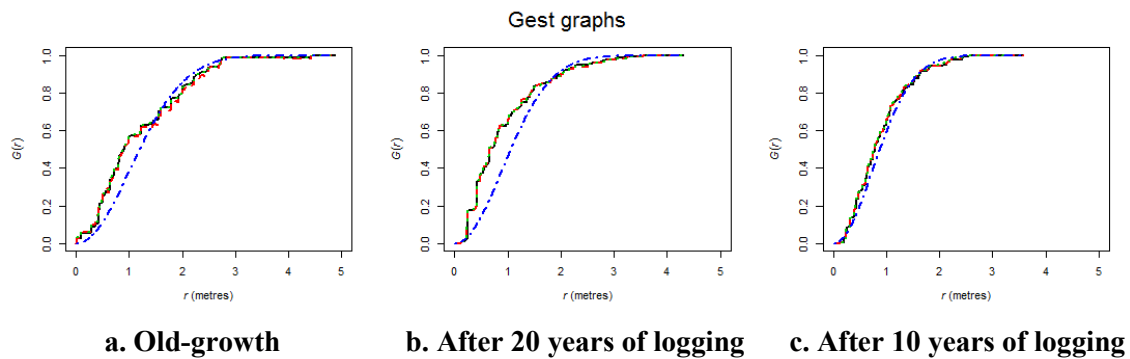 Gest graphs
G(r)
0.0 0.2 0.4 0.6 0.8 1.0
0 1 2 3 4 5
r (metres)
G(r)
0.0 0.2 0.4 0.6 0.8 1.0
0 1 2 3 4 5
r (metres)
G(r)
0.0 0.2 0.4 0.6 0.8 1.0
0 1 2 3 4 5
r (metres)
a. Old-growth
b. After 20 years of logging
c. After 10 years of logging